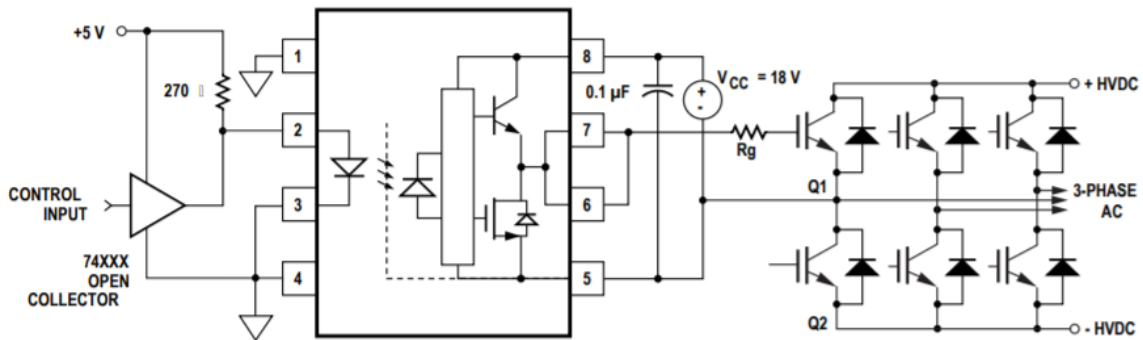 +5 V
270
CONTROL
INPUT
74XXX
OPEN
COLLECTOR
1
2
3
4
8
7
6
5
0.1 µF
VCC = 18 V
+
-
Rg
Q1
Q2
+ HVDC
3-PHASE
AC
- HVDC